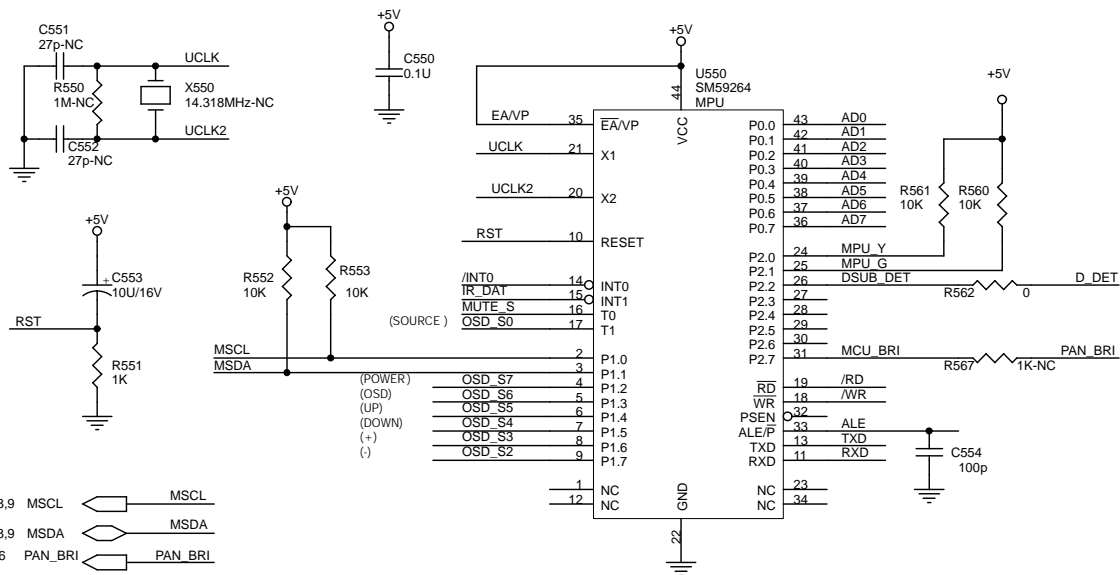 C551
27p-NC
UCLK
R550
1M-NC
X550
14.318MHz-NC
C552
27p-NC
UCLK2
+5V
C550
0.1U
+5V
C553
10U/16V
+
RST
R551
1K
+5V
R552
10K
R553
10K
+5V
U550
SM59264
MPU
44
VCC
EA/VP 35 EA/VP
UCLK 21 X1
UCLK2 20 X2
RST 10 RESET
/INT0 14 INT0
IR_DAT 15 INT1
MUTE_S 16 T0
(SOURCE ) OSD_S0 17 T1
MSCL 2 P1.0
MSDA 3 P1.1
(POWER) OSD_S7 4 P1.2
(OSD) OSD_S6 5 P1.3
(UP) OSD_S5 6 P1.4
(DOWN) OSD_S4 7 P1.5
(+) OSD_S3 8 P1.6
(-) OSD_S2 9 P1.7
1 NC
12 NC
GND
22
P0.0 43 AD0
P0.1 42 AD1
P0.2 41 AD2
P0.3 40 AD3
P0.4 39 AD4
P0.5 38 AD5
P0.6 37 AD6
P0.7 36 AD7
P2.0 24 MPU_Y
P2.1 25 MPU_G
P2.2 26 DSUB_DET
P2.3 27
P2.4 28
P2.5 29
P2.6 30
P2.7 31 MCU_BRI
RD 19 /RD
WR 18 /WR
PSEN 32
ALE/P 33 ALE
TXD 13 TXD
RXD 11 RXD
NC 23
NC 34
+5V
R561
10K
R560
10K
R562 0 D_DET
R567 1K-NC PAN_BRI
C554
100p
3,9 MSCL MSCL
3,9 MSDA MSDA
6 PAN_BRI PAN_BRI